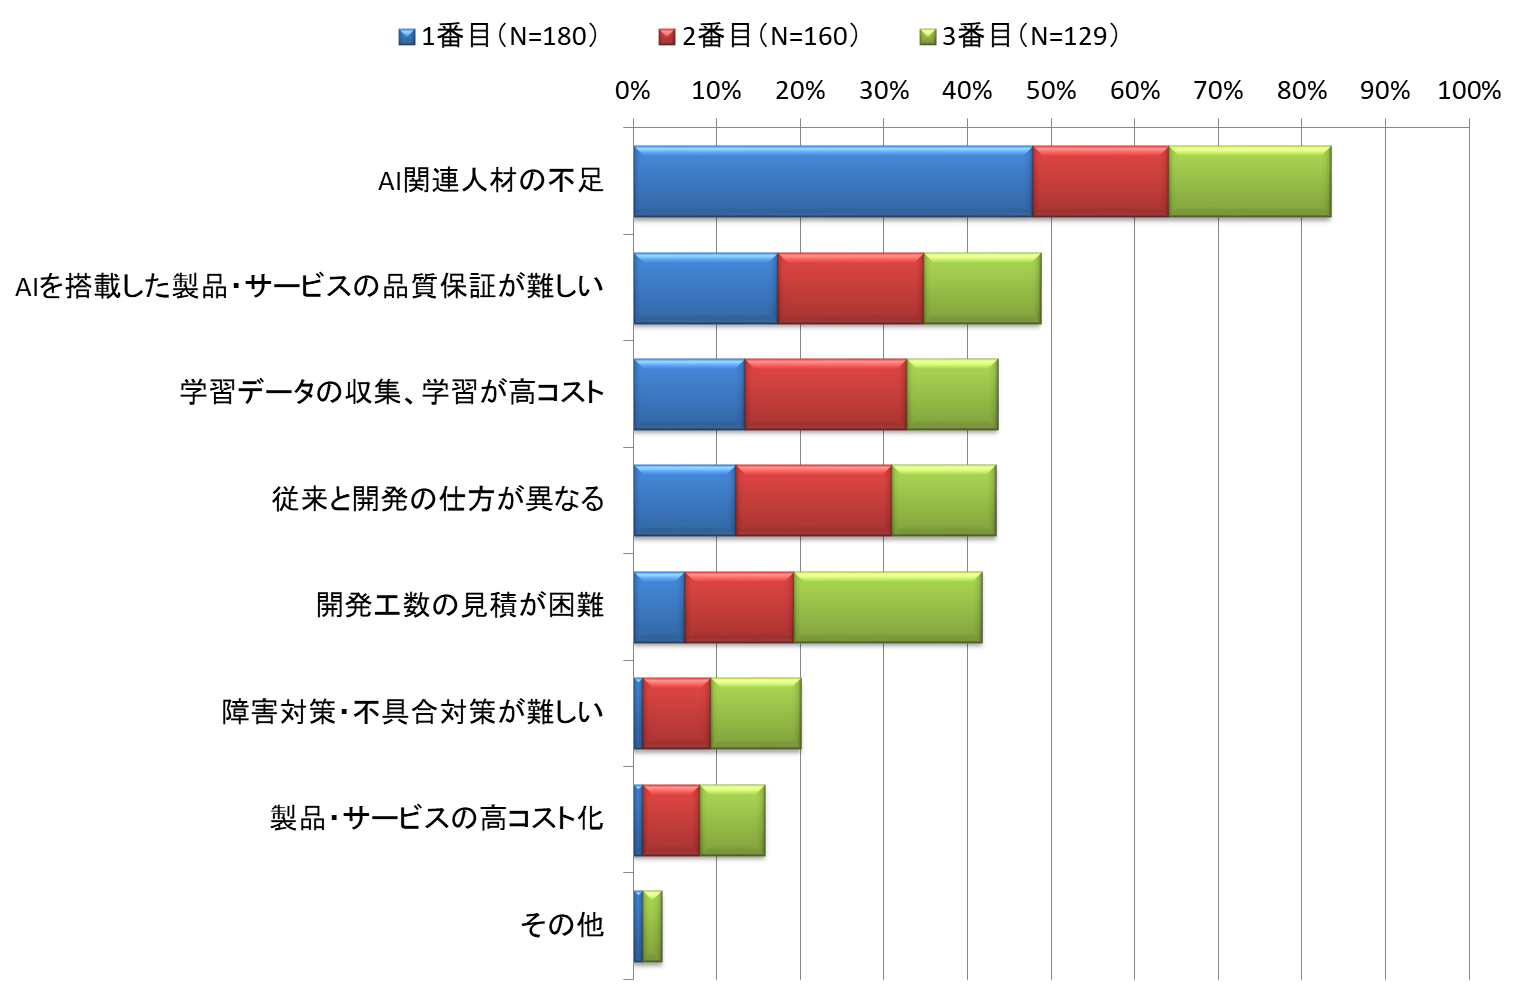 1番目（N=180） 2番目（N=160） 3番目（N=129）
0% 10% 20% 30% 40% 50% 60% 70% 80% 90% 100%
AI関連人材の不足
AIを搭載した製品・サービスの品質保証が難しい
学習データの収集、学習が高コスト
従来と開発の仕方が異なる
開発工数の見積が困難
障害対策・不具合対策が難しい
製品・サービスの高コスト化
その他